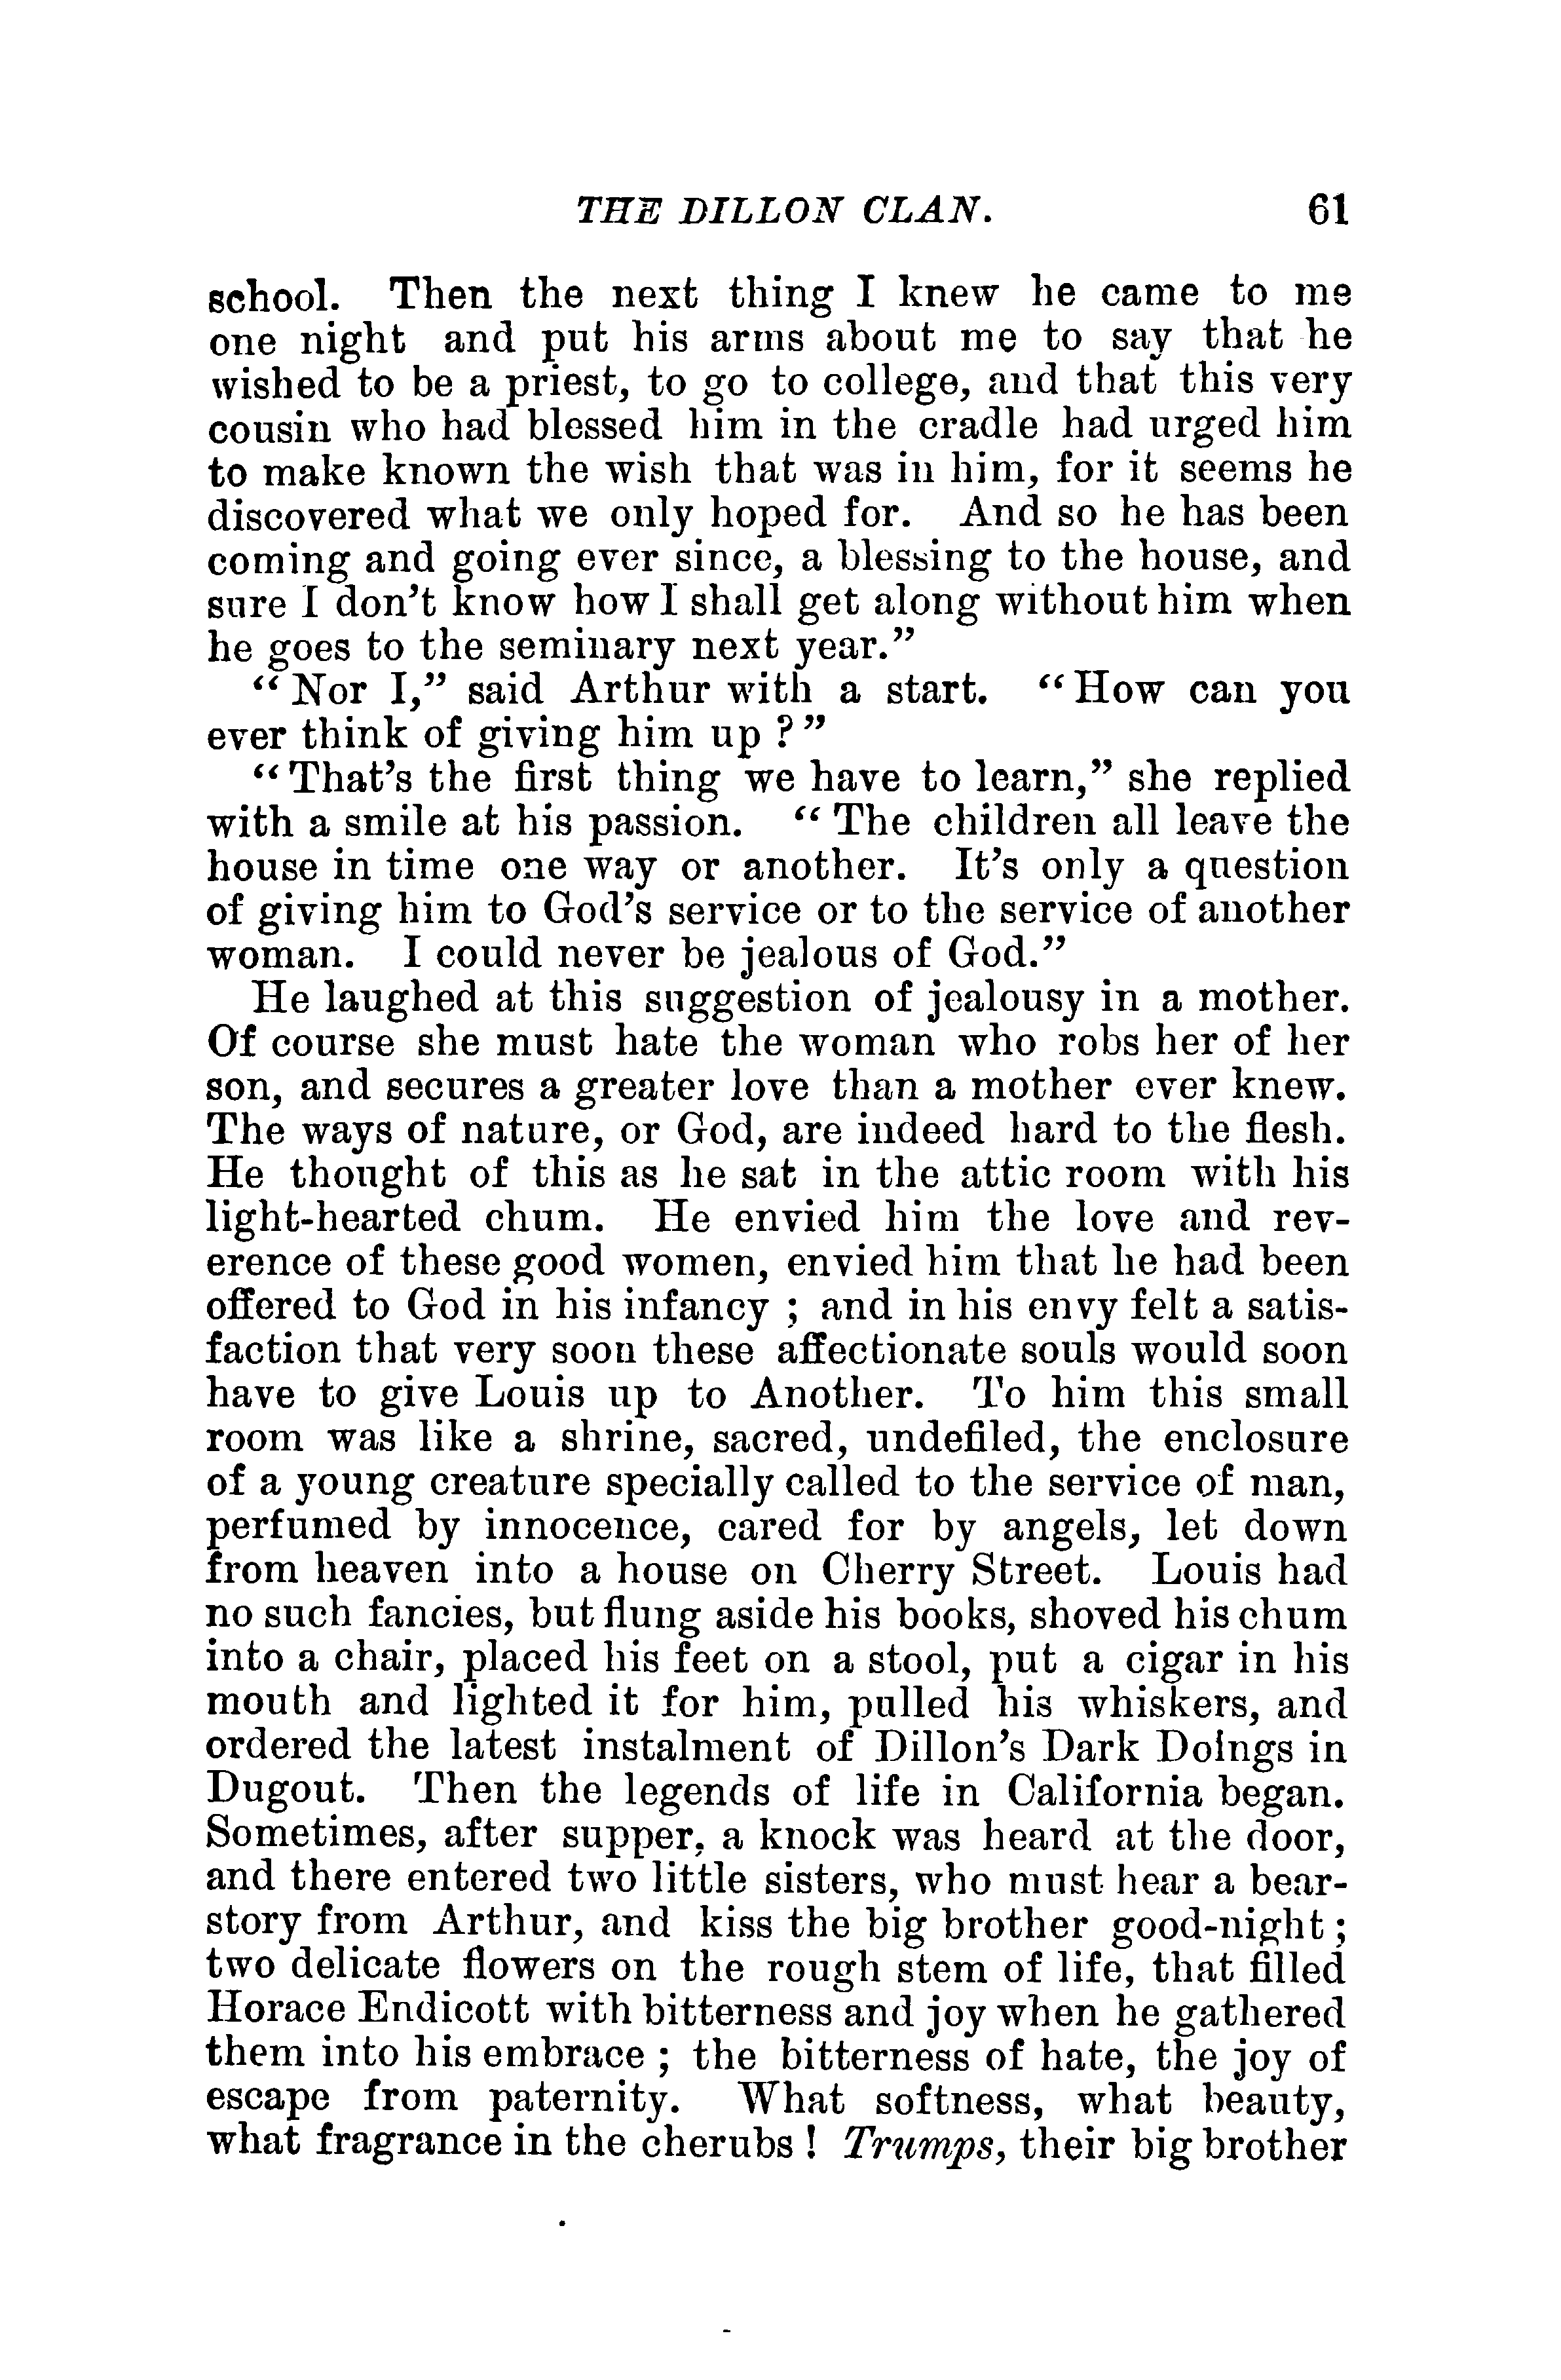 THE DILLON CLAN. 61
school. Then the next thing I knew he came to me
one night and put his arms about me to say that he
wished to be a priest, to go to college, and that this very
cousin who had blessed him in the cradle had urged him
to make known the wish that was in him, for it seems he
discovered what we only hoped for. And so he has been
coming and going ever since, a blessing to the house, and
sure I don't know how I shall get along without him when
he goes to the seminary next year."
"Nor I," said Arthur with a start. "How can you
ever think of giving him up?"
"That's the first thing we have to learn," she replied
with a smile at his passion. "The children all leave the
house in time one way or another. It's only a question
of giving him to God's service or to the service of another
woman. I could never be jealous of God."
He laughed at this suggestion of jealousy in a mother.
Of course she must hate the woman who robs her of her
son, and secures a greater love than a mother ever knew.
The ways of nature, or God, are indeed hard to the flesh.
He thought of this as he sat in the attic room with his
light-hearted chum. He envied him the love and rev-
erence of these good women, envied him that he had been
offered to God in his infancy; and in his envy felt a satis-
faction that very soon these affectionate souls would soon
have to give Louis up to Another. To him this small
room was like a shrine, sacred, undefiled, the enclosure
of a young creature specially called to the service of man,
perfumed by innocence, cared for by angels, let down
from heaven into a house on Cherry Street. Louis had
no such fancies, but flung aside his books, shoved his chum
into a chair, placed his feet on a stool, put a cigar in his
mouth and lighted it for him, pulled his whiskers, and
ordered the latest instalment of Dillon's Dark Doings in
Dugout. Then the legends of life in California began.
Sometimes, after supper, a knock was heard at the door,
and there entered two little sisters, who must hear a bear-
story from Arthur, and kiss the big brother good-night;
two delicate flowers on the rough stem of life, that filled
Horace Endicott with bitterness and joy when he gathered
them into his embrace; the bitterness of hate, the joy of
escape from paternity. What softness, what beauty,
what fragrance in the cherubs! Trumps, their big brother